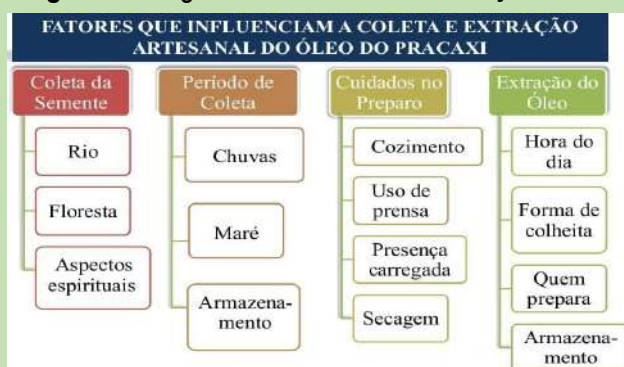 FATORES QUE INFLUENCIAM A COLETA E EXTRAÇÃO
ARTESANAL DO ÓLEO DO PRACAXI
Coleta da
Semente
Rio
Floresta
Aspectos
espirituais
Período de
Coleta
Chuvas
Maré
Armazena-
mento
Cuidados no
Preparo
Cozimento
Uso de
prensa
Presença
carregada
Secagem
Extração do
Óleo
Hora do
dia
Forma de
colheita
Quem
prepara
Armazena-
mento